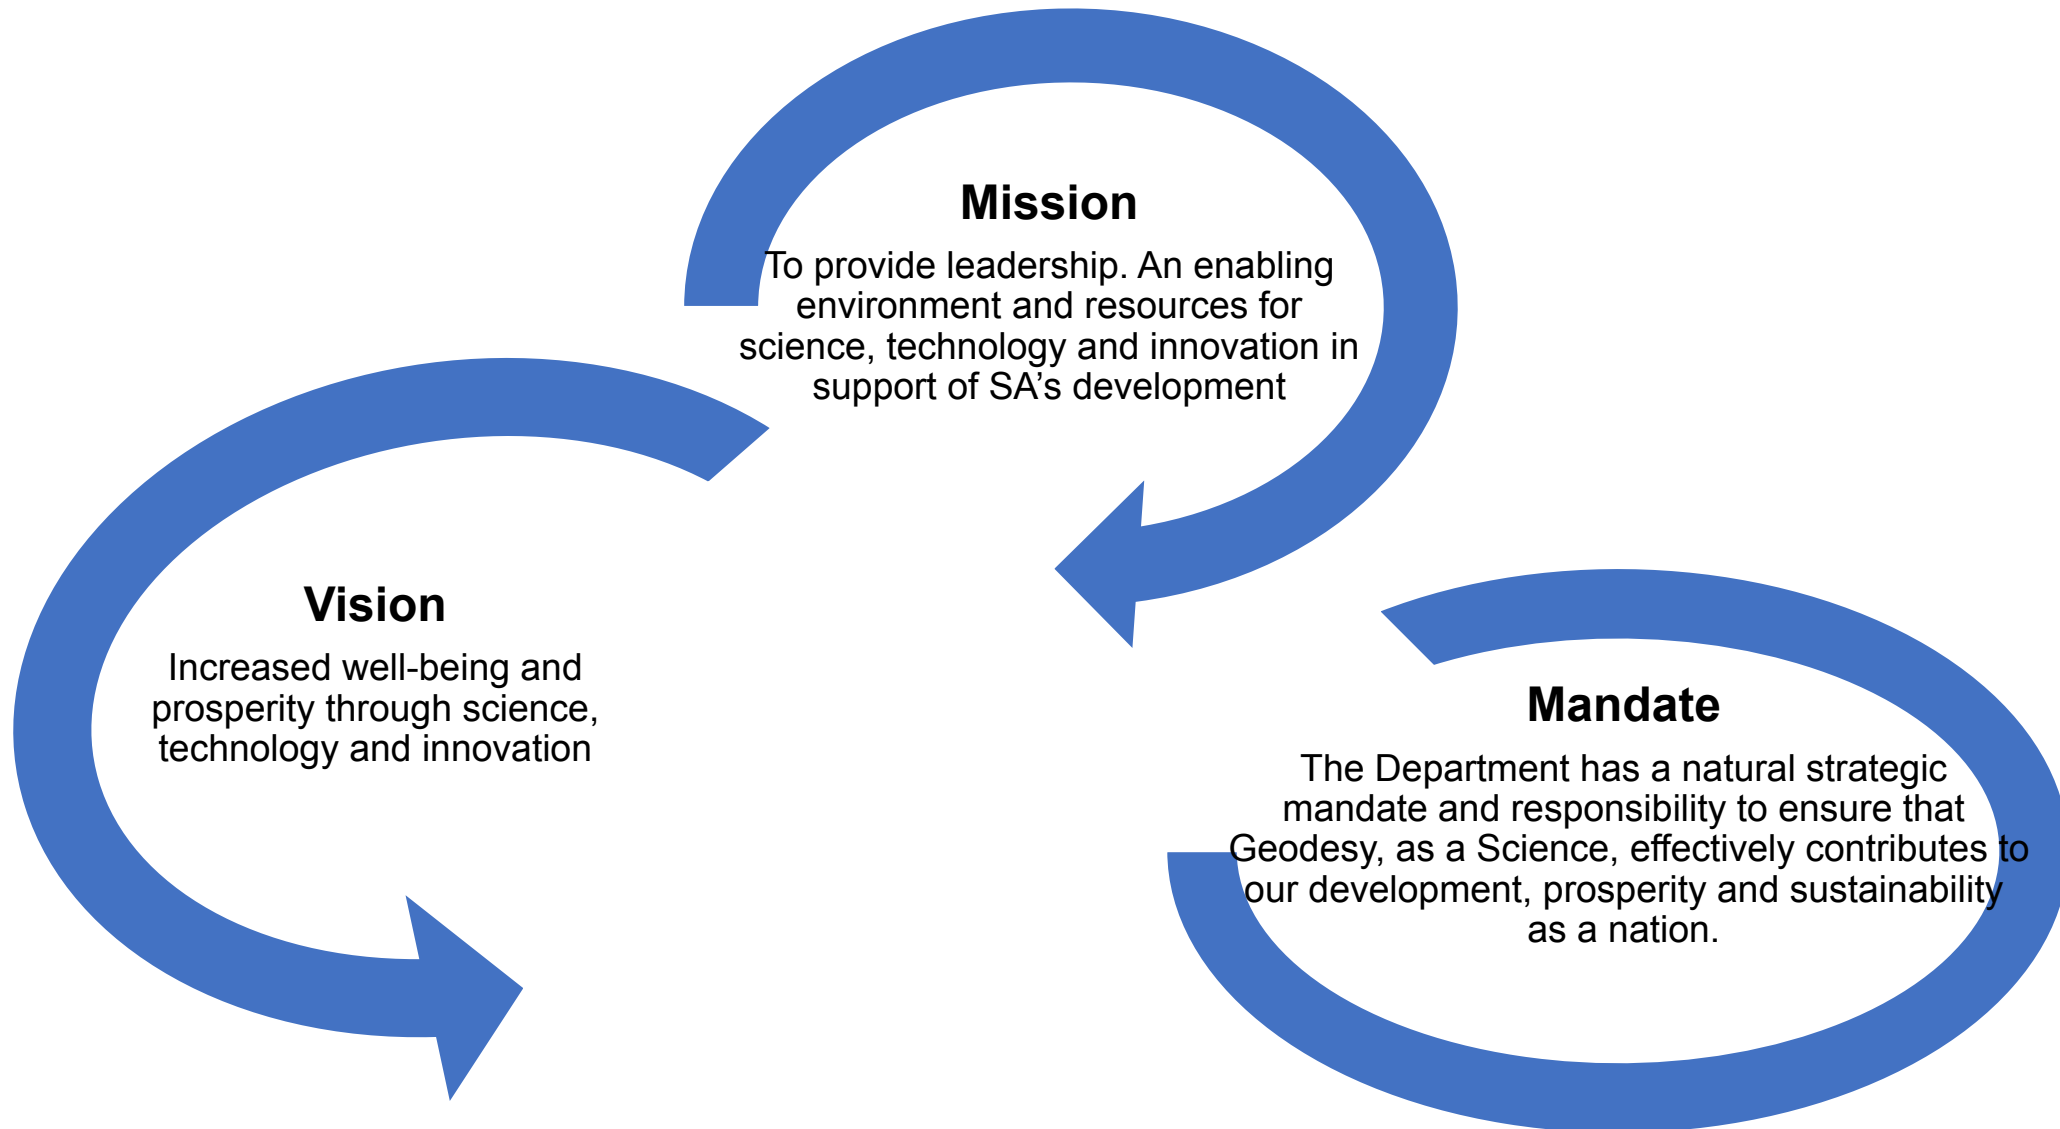 Mission
To provide leadership. An enabling
environment and resources for
science, technology and innovation in
support of SA’s development
Vision
Increased well-being and
prosperity through science,
technology and innovation
Mandate
The Department has a natural strategic
mandate and responsibility to ensure that
Geodesy, as a Science, effectively contributes to
our development, prosperity and sustainability
as a nation.